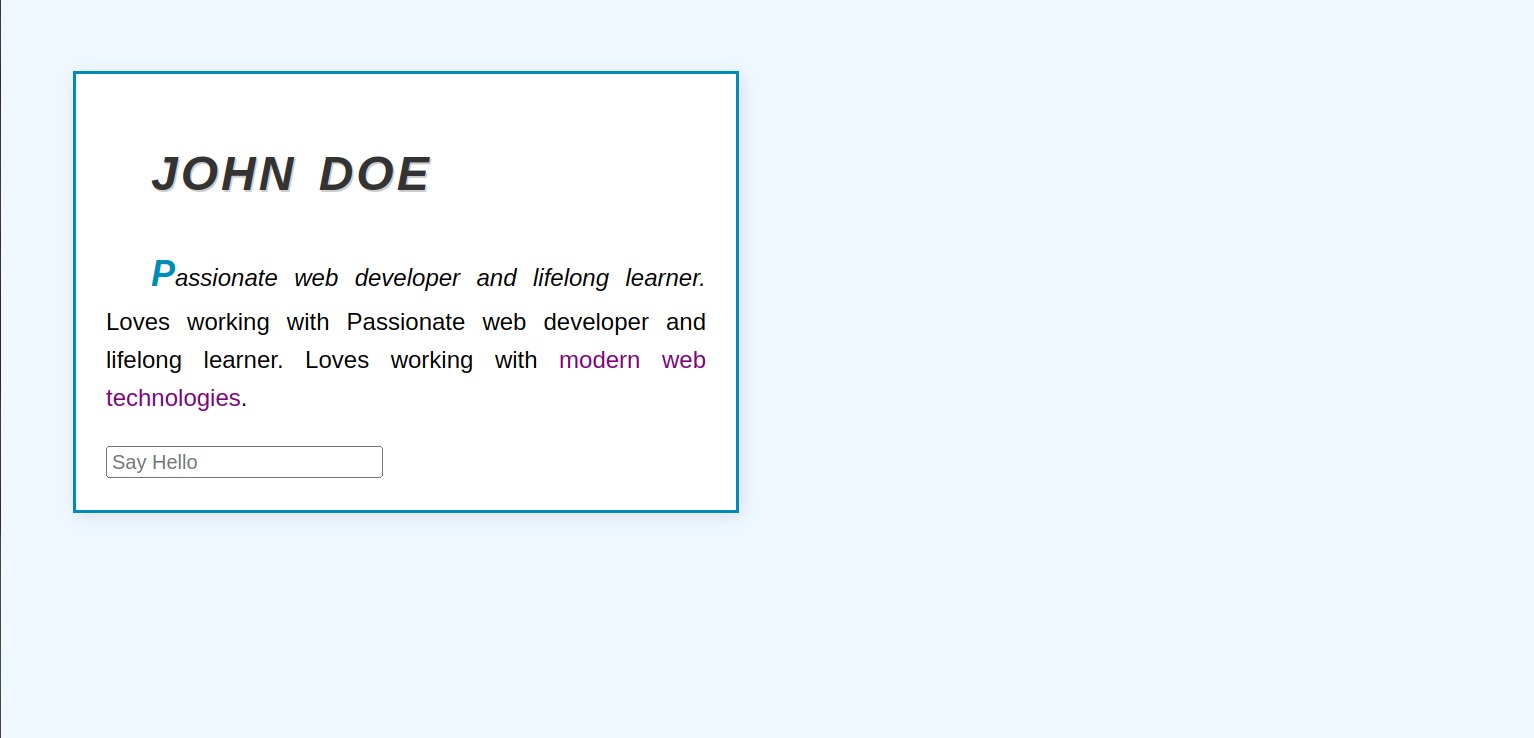 JOHN DOE
Passionate web developer and lifelong learner.
Loves working with Passionate web developer and
lifelong learner. Loves working with modern web
technologies.
Say Hello